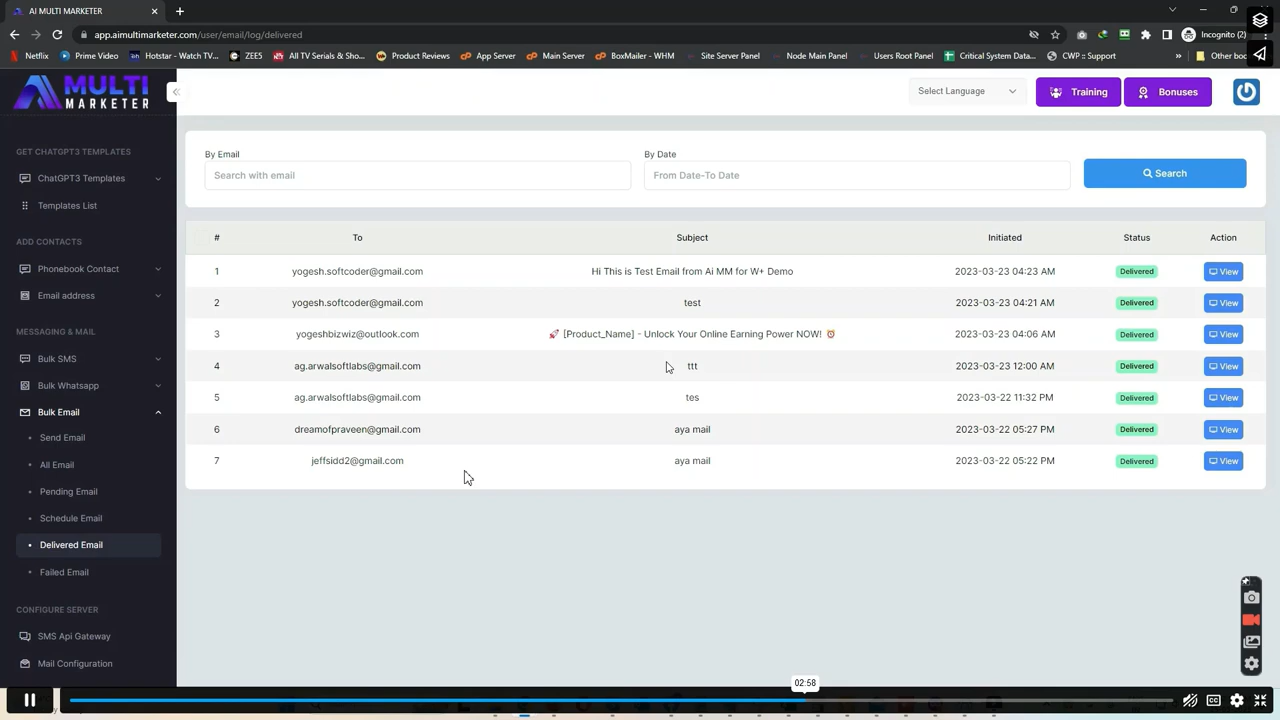 AI MULTI MARKETER
Incognito (2)
app.aimultimarketer.com/user/email/log/delivered
Netflix
Prime Video
Hotstar - Watch TV...
ZEE5
All TV Serials & Sho...
Product Reviews
App Server
Main Server
BoxMailer - WHM
Site Server Panel
Node Main Panel
Users Root Panel
Critical System Data...
CWP :: Support
»
Other boo
MULTI
MARKETER
«
Select Language
Training
Bonuses
GET CHATGPT3 TEMPLATES
ChatGPT3 Templates
Templates List
ADD CONTACTS
Phonebook Contact
Email address
MESSAGING & MAIL
Bulk SMS
Bulk Whatsapp
Bulk Email
Send Email
All Email
Pending Email
Schedule Email
Delivered Email
Failed Email
CONFIGURE SERVER
SMS Api Gateway
Mail Configuration
By Email
Search with email
By Date
From Date-To Date
Search
# To Subject Initiated Status Action
1 yogesh.softcoder@gmail.com Hi This is Test Email from Ai MM for W+ Demo 2023-03-23 04:23 AM Delivered View
2 yogesh.softcoder@gmail.com test 2023-03-23 04:21 AM Delivered View
3 yogeshbizwiz@outlook.com 🚀 [Product_Name] - Unlock Your Online Earning Power NOW! ⏰ 2023-03-23 04:06 AM Delivered View
4 ag.arwalsoftlabs@gmail.com ttt 2023-03-23 12:00 AM Delivered View
5 ag.arwalsoftlabs@gmail.com tes 2023-03-22 11:32 PM Delivered View
6 dreamofpraveen@gmail.com aya mail 2023-03-22 05:27 PM Delivered View
7 jeffsidd2@gmail.com aya mail 2023-03-22 05:22 PM Delivered View
02:58
CC